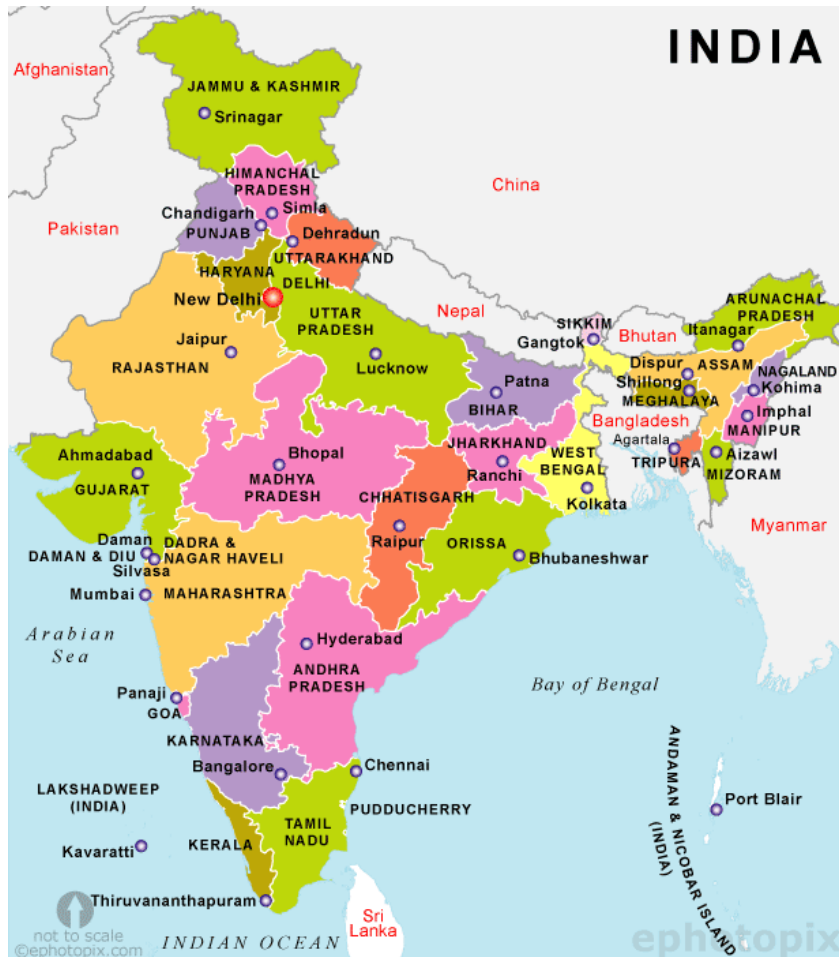 INDIA
Afghanistan
JAMMU & KASHMIR
Srinagar
China
HIMANCHAL
PRADESH
Simla
Chandigarh
PUNJAB
Pakistan
Dehradun
UTTARAKHAND
HARYANA
DELHI
New Delhi
UTTAR
PRADESH
Nepal
ARUNACHAL
PRADESH
Itanagar
SIKKIM
Gangtok
Bhutan
Jaipur
RAJASTHAN
Lucknow
Dispur
ASSAM
NAGALAND
Shillong
Kohima
MEGHALAYA
Patna
BIHAR
Imphal
MANIPUR
Bangladesh
Agartala
TRIPURA
Aizawl
MIZORAM
Ahmadabad
GUJARAT
Bhopal
MADHYA
PRADESH
JHARKHAND
Ranchi
WEST
BENGAL
Kolkata
CHHATISGARH
Raipur
Myanmar
Daman
DAMAN & DIU
Silvasa
DADRA &
NAGAR HAVELI
ORISSA
Bhubaneshwar
Mumbai
MAHARASHTRA
Arabian
Sea
Hyderabad
ANDHRA
PRADESH
Bay of Bengal
Panaji
GOA
KARNATAKA
Bangalore
Chennai
LAKSHADWEEP
(INDIA)
PUDUCHERRY
Port Blair
ANDAMAN & NICOBAR ISLAND
(INDIA)
Kavaratti
KERALA
TAMIL
NADU
Thiruvananthapuram
Sri
Lanka
not to scale
©ephotopix.com
INDIAN OCEAN
ephotopix